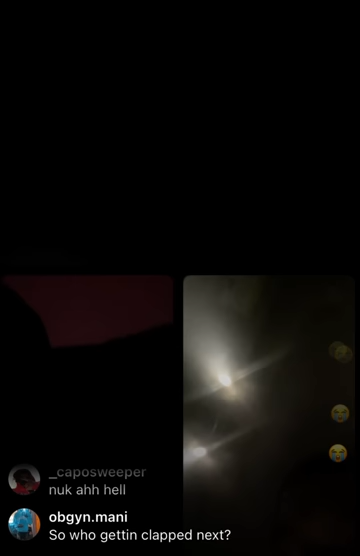 _caposweeper
nuk ahh hell
obgyn.mani
So who gettin clapped next?